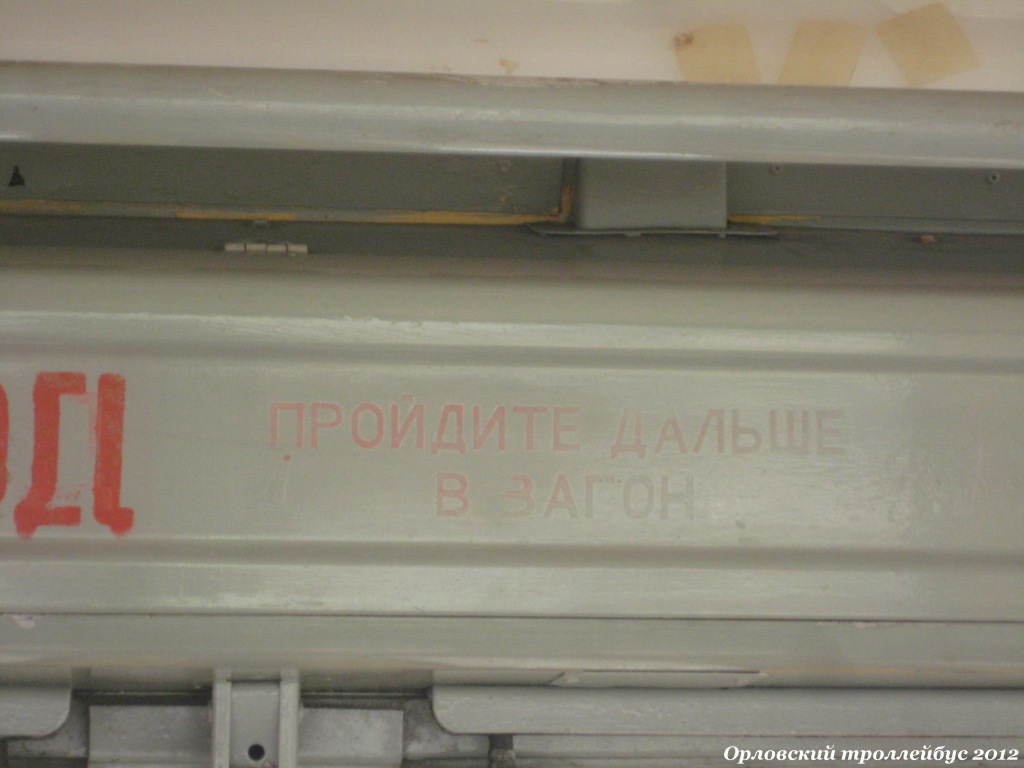 ОД
ПРОЙДИТЕ ДАЛЬШЕ
В ЗАГОН
Орловский троллейбус 2012